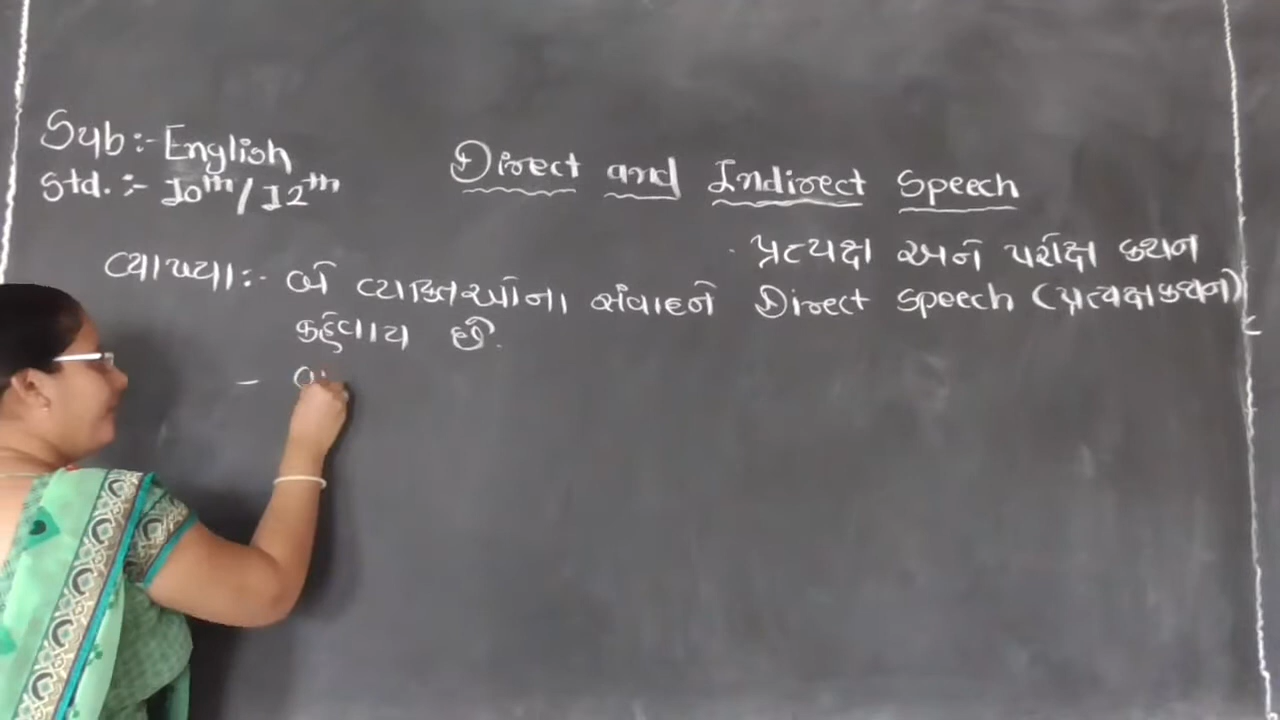 Sub:- English
Std. :- 10th / 12th
Direct and Indirect Speech
પ્રત્યક્ષ અને પરોક્ષ કથન
વ્યાખ્યા:- બે વ્યક્તિઓના સંવાદને Direct Speech (પ્રત્યક્ષકથન)
કહેવાય છે.
-